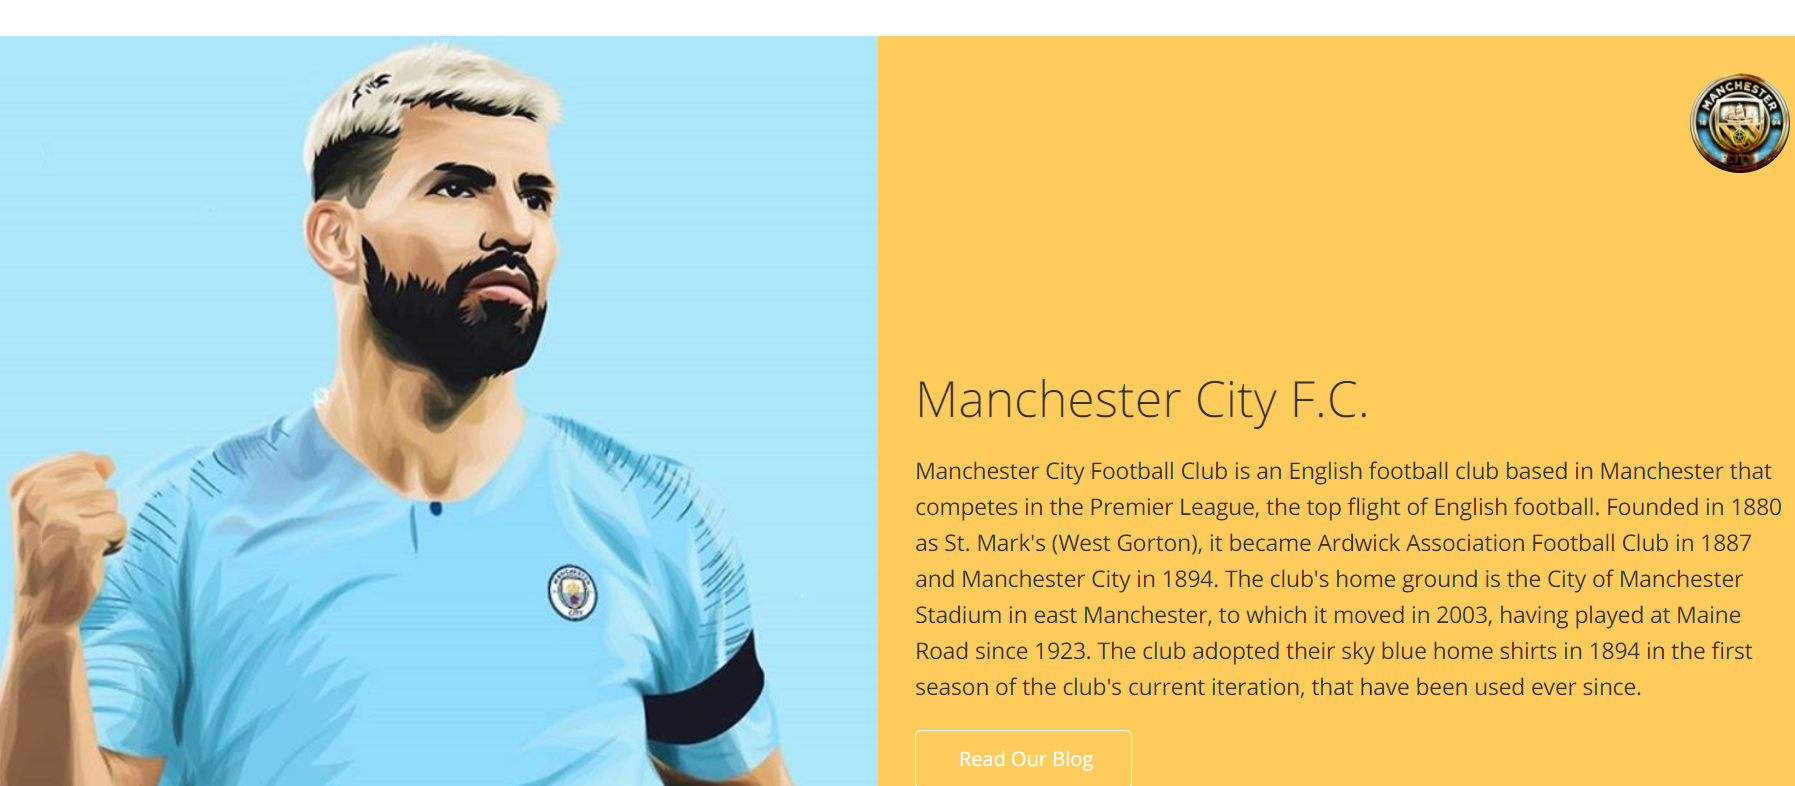 MANCHESTER
18 94
CITY
Manchester City F.C.
Manchester City Football Club is an English football club based in Manchester that
competes in the Premier League, the top flight of English football. Founded in 1880
as St. Mark's (West Gorton), it became Ardwick Association Football Club in 1887
and Manchester City in 1894. The club's home ground is the City of Manchester
Stadium in east Manchester, to which it moved in 2003, having played at Maine
Road since 1923. The club adopted their sky blue home shirts in 1894 in the first
season of the club's current iteration, that have been used ever since.
MANCHESTER
CITY
Read Our Blog